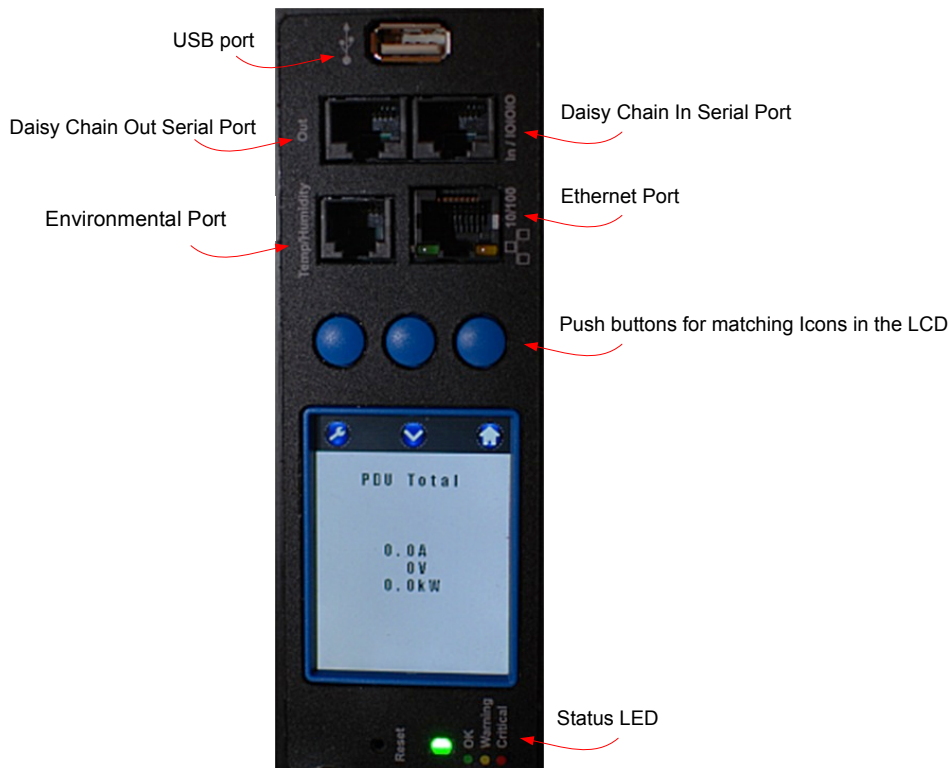 USB port
Daisy Chain Out Serial Port
Out
In / IOIOIO
Daisy Chain In Serial Port
Environmental Port
Temp/Humidity
10/100
Ethernet Port
Push buttons for matching Icons in the LCD
PDU Total
0.0A
0V
0.0kW
Reset
OK
Warning
Critical
Status LED